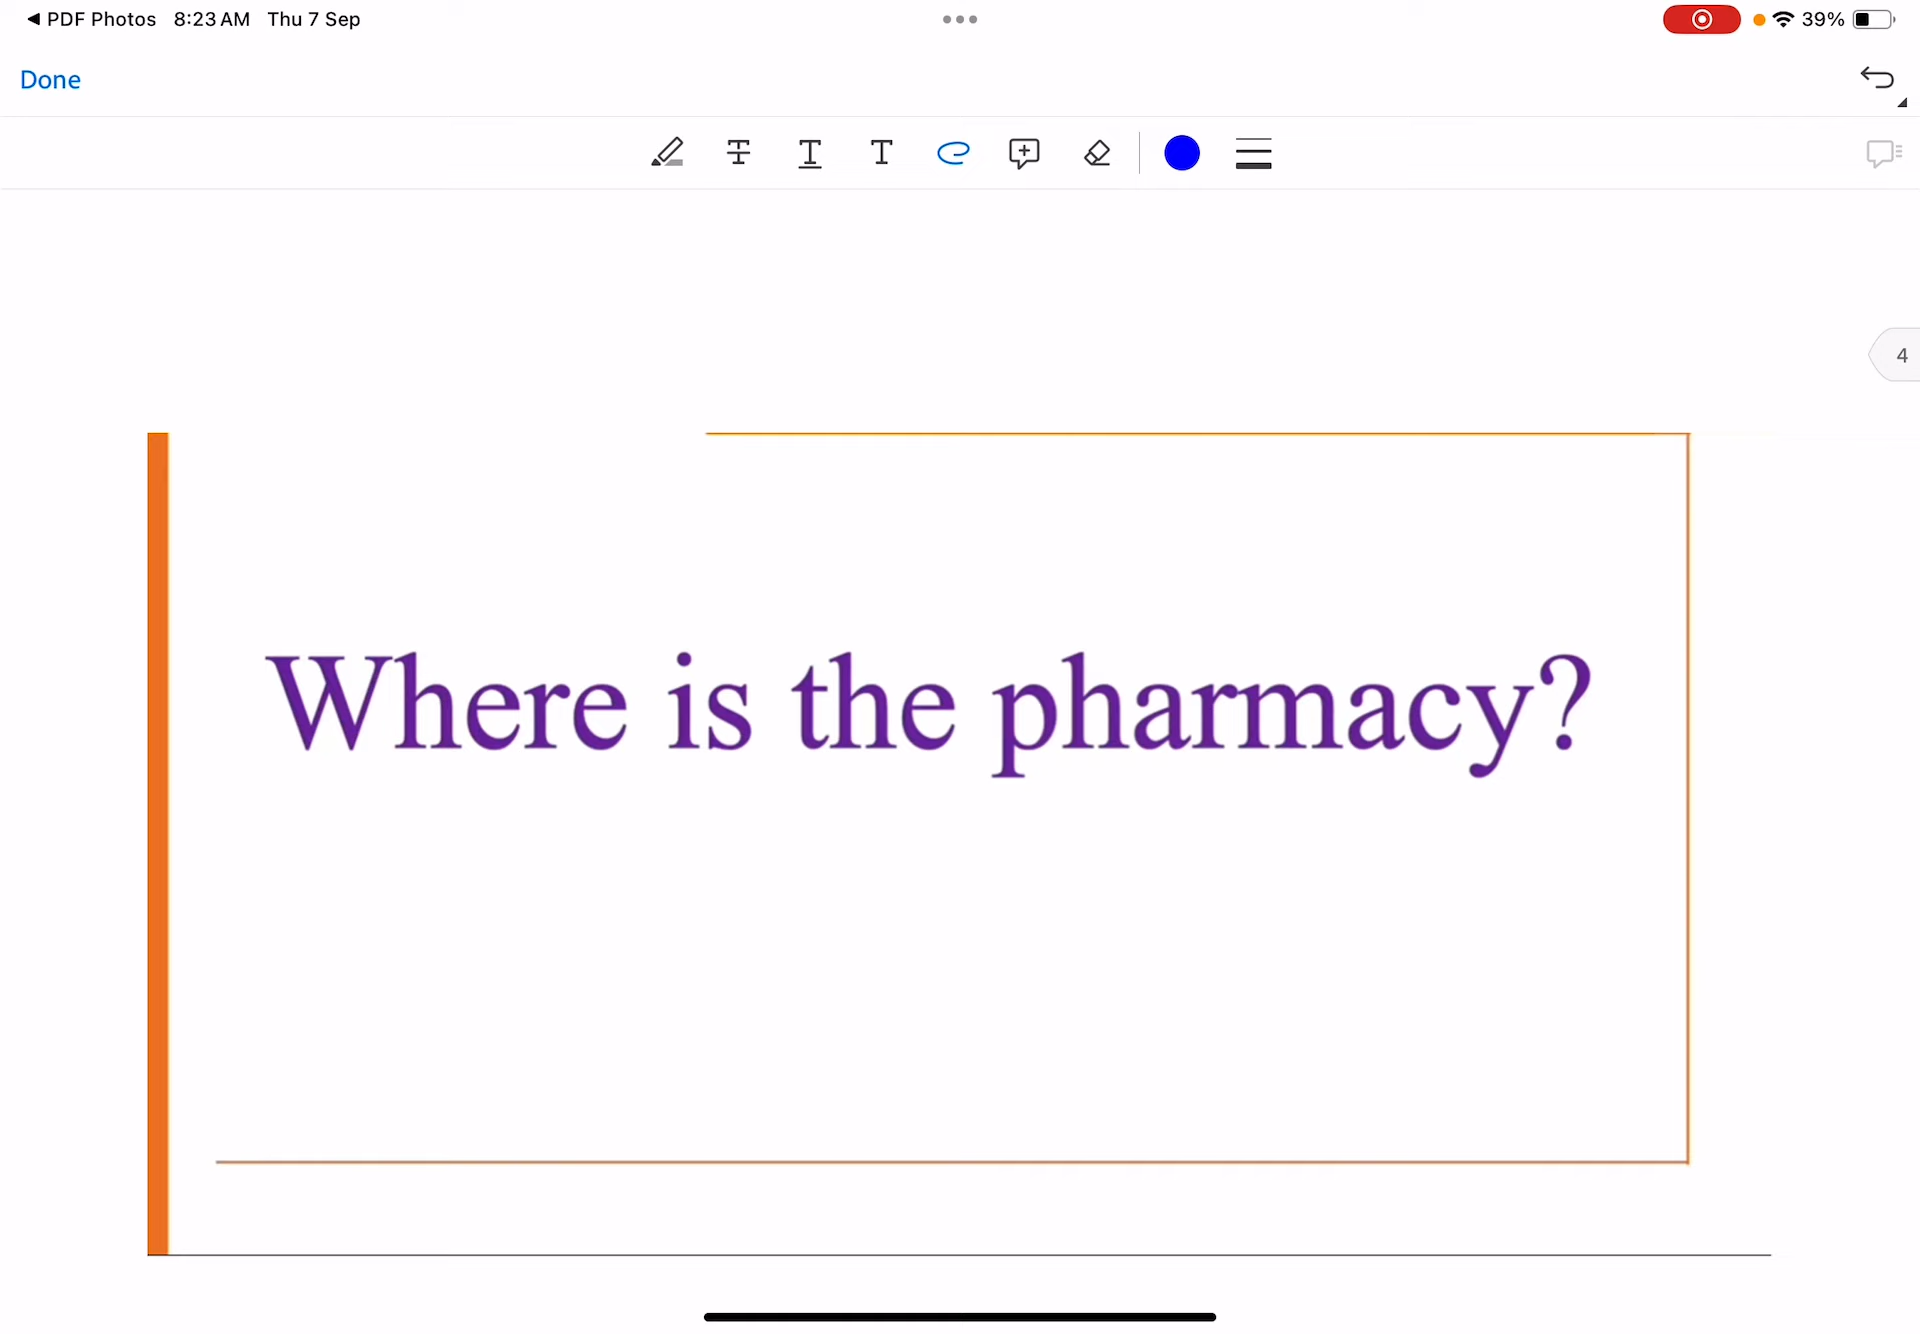 ◀ PDF Photos 8:23 AM Thu 7 Sep
39%
Done
4
Where is the pharmacy?